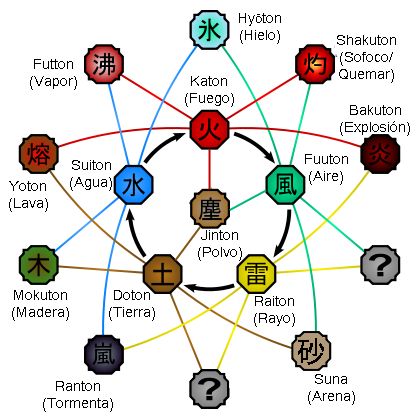 氷
Hyōton
(Hielo)
Futton
(Vapor)
沸
Katon
(Fuego)
灼
Shakuton
(Sofoco/
Quemar)
火
Bakuton
(Explosión)
熔
炎
Yoton
(Lava)
Suiton
(Agua)
水
風
Fuuton
(Aire)
塵
Jinton
(Polvo)
木
土
雷
?
Mokuton
(Madera)
Doton
(Tierra)
Raiton
(Rayo)
嵐
砂
Ranton
(Tormenta)
?
Suna
(Arena)